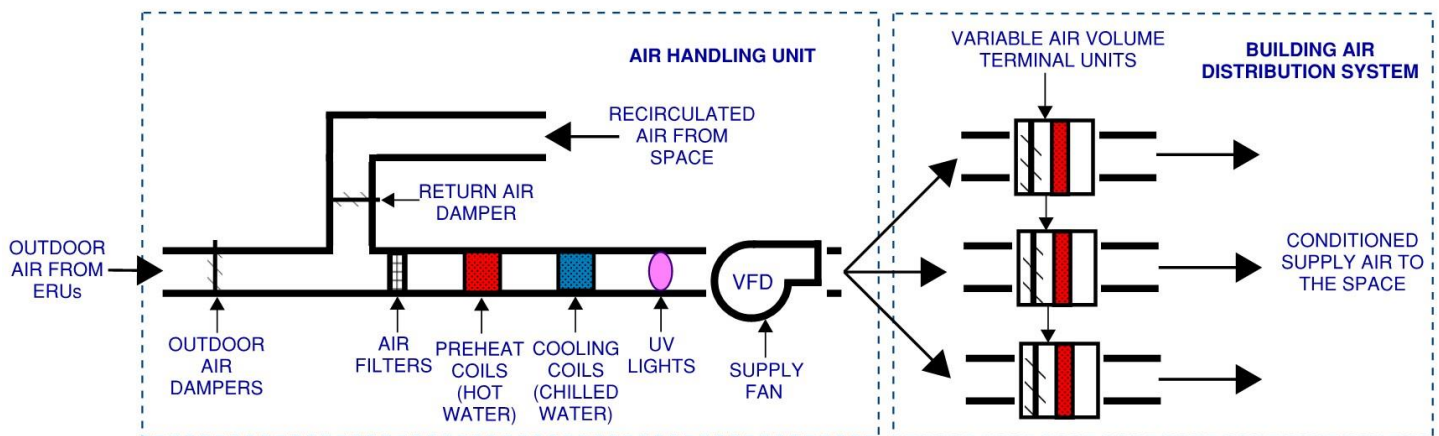 AIR HANDLING UNIT
VARIABLE AIR VOLUME
TERMINAL UNITS
BUILDING AIR
DISTRIBUTION SYSTEM
RECIRCULATED
AIR FROM
SPACE
RETURN AIR
DAMPER
OUTDOOR
AIR FROM
ERUs
VFD
CONDITIONED
SUPPLY AIR TO
THE SPACE
OUTDOOR
AIR
DAMPERS
AIR
FILTERS
PREHEAT
COILS
(HOT
WATER)
COOLING
COILS
(CHILLED
WATER)
UV
LIGHTS
SUPPLY
FAN